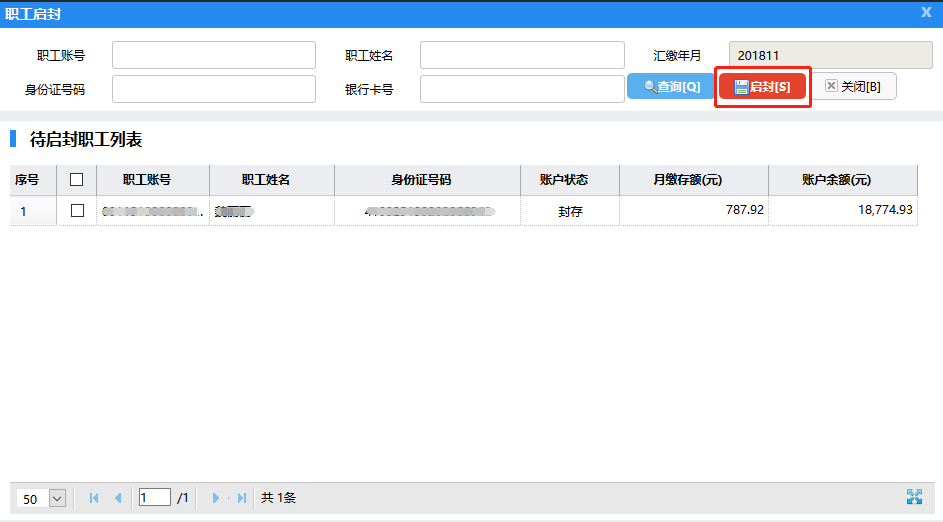 职工启封 X
职工账号 职工姓名 汇缴年月 201811
身份证号码 银行卡号 查询[Q] 启封[S] 关闭[B]
待启封职工列表
序号 职工账号 职工姓名 身份证号码 账户状态 月缴存额(元) 账户余额(元)
1 封存 787.92 18,774.93
50 1 /1 共 1条